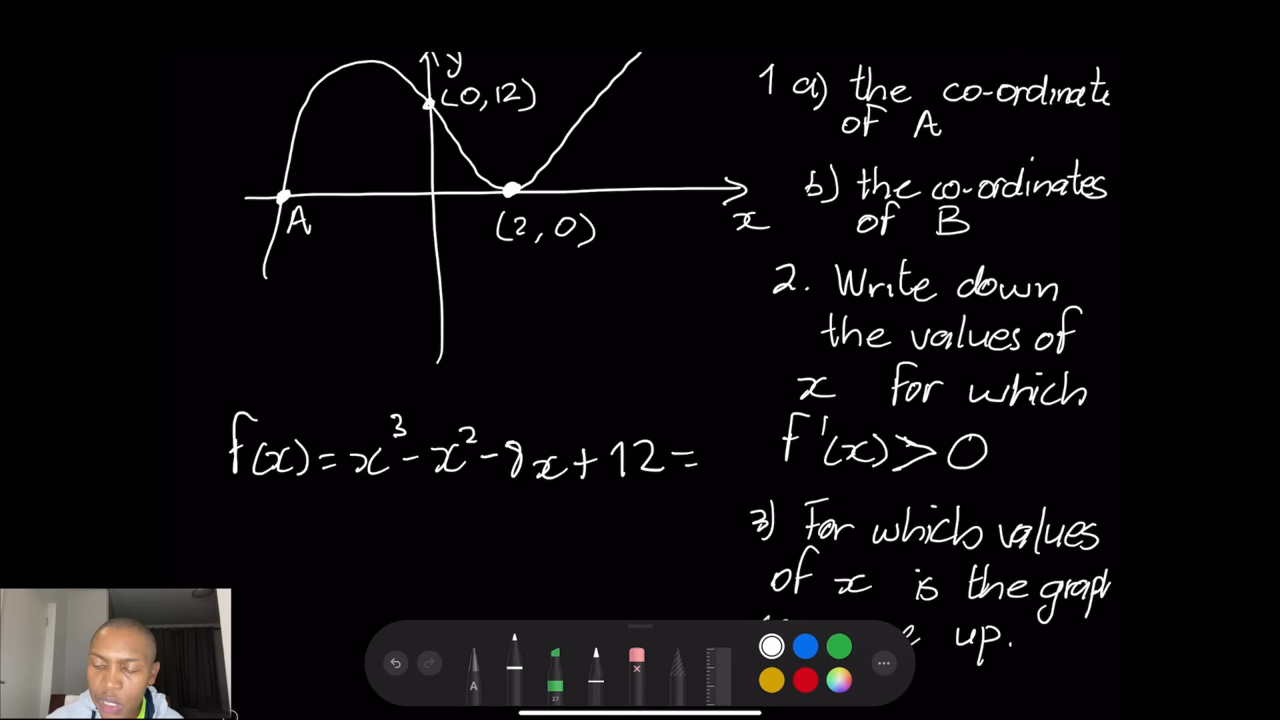 y
(0,12)
A
(2,0)
x
f(x)=x³-x²-8x+12=
1 a) the co-ordinate
of A
b) the co-ordinates
of B
2. Write down
the values of
x for which
f'(x)>0
3) For which values
of x is the graph
up.
A
27